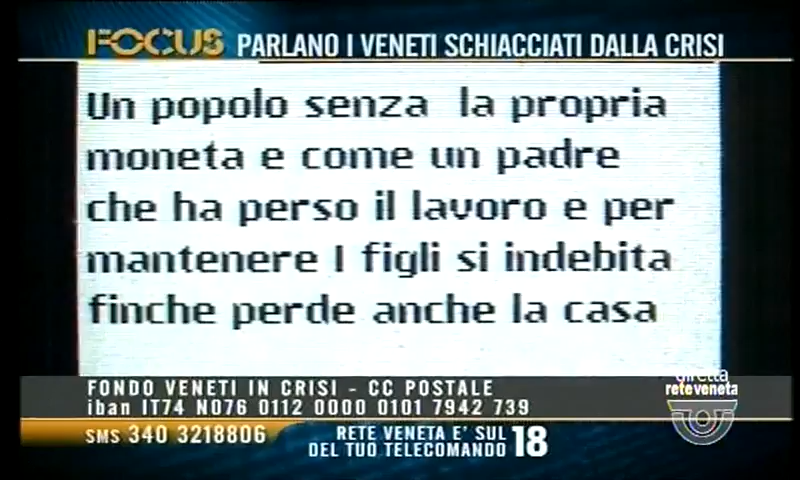 FOCUS PARLANO I VENETI SCHIACCIATI DALLA CRISI
Un popolo senza la propria
moneta e come un padre
che ha perso il lavoro e per
mantenere I figli si indebita
finche perde anche la casa
diretta
reteveneta
FONDO VENETI IN CRISI - CC POSTALE
iban IT74 N076 0112 0000 0101 7942 739
SMS 340 3218806
RETE VENETA E' SUL
DEL TUO TELECOMANDO 18